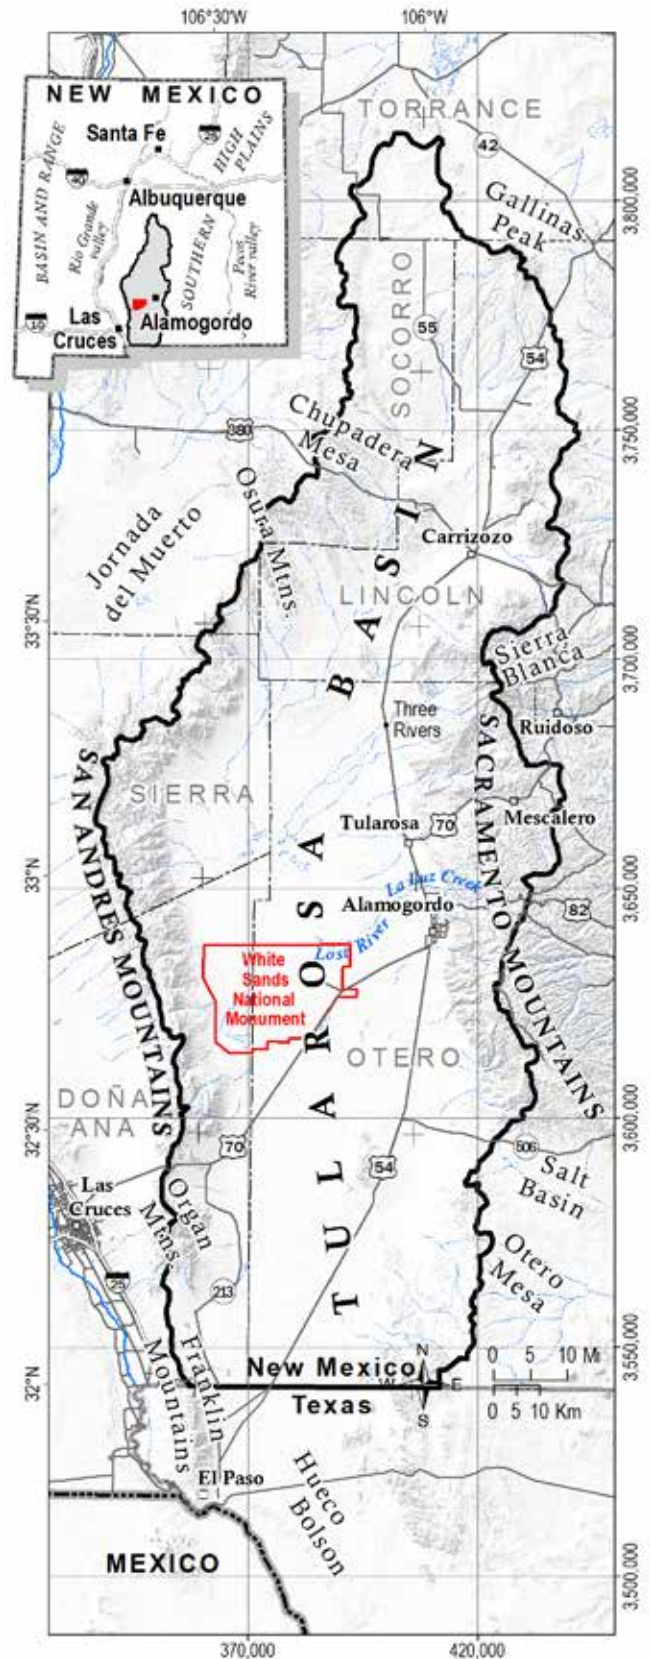 106°30'W 106°W
NEW MEXICO
Santa Fe
25
HIGH
PLAINS
BASIN AND RANGE
40
Albuquerque
Rio Grande
valley
SOUTHERN
Pecos
River valley
10
Las
Cruces
Alamogordo
TORRANCE
42
Gallinas
Peak
3,800,000
SOCORRO
55
54
380
Chupadera
Mesa
3,750,000
Oscura Mtns.
Jornada
del Muerto
Carrizozo
LINCOLN
33°30'N
Sierra
Blanca
3,700,000
Three
Rivers
Ruidoso
SIERRA
SAN ANDRES MOUNTAINS
SACRAMENTO MOUNTAINS
Tularosa
70
Mescalero
33°N
La Luz Creek
3,650,000
Alamogordo
82
Lost River
White
Sands
National
Monument
TULAROSA BASIN
OTERO
DOÑA
ANA
3,600,000
32°30'N
70
54
506
Salt
Basin
Las
Cruces
Organ
Mtns.
Otero
Mesa
25
213
3,550,000
Franklin
Mountains
New Mexico
Texas
N
W E
S
0 5 10 Mi
0 5 10 Km
32°N
El Paso
Hueco
Bolson
MEXICO
3,500,000
370,000 420,000